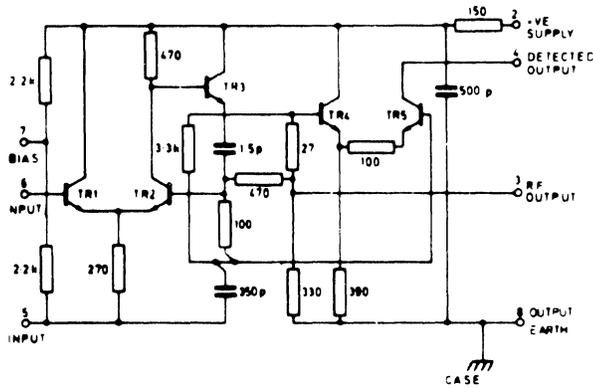 150
2
+VE
SUPPLY
4
DETECTED
OUTPUT
470
2.2k
TR3
500 p
TR4
TR5
7
BIAS
3.3k
1.5p
27
100
6
INPUT
TR1
TR2
470
3
RF
OUTPUT
100
2.2k
270
350 p
330
390
5
INPUT
8
OUTPUT
EARTH
CASE